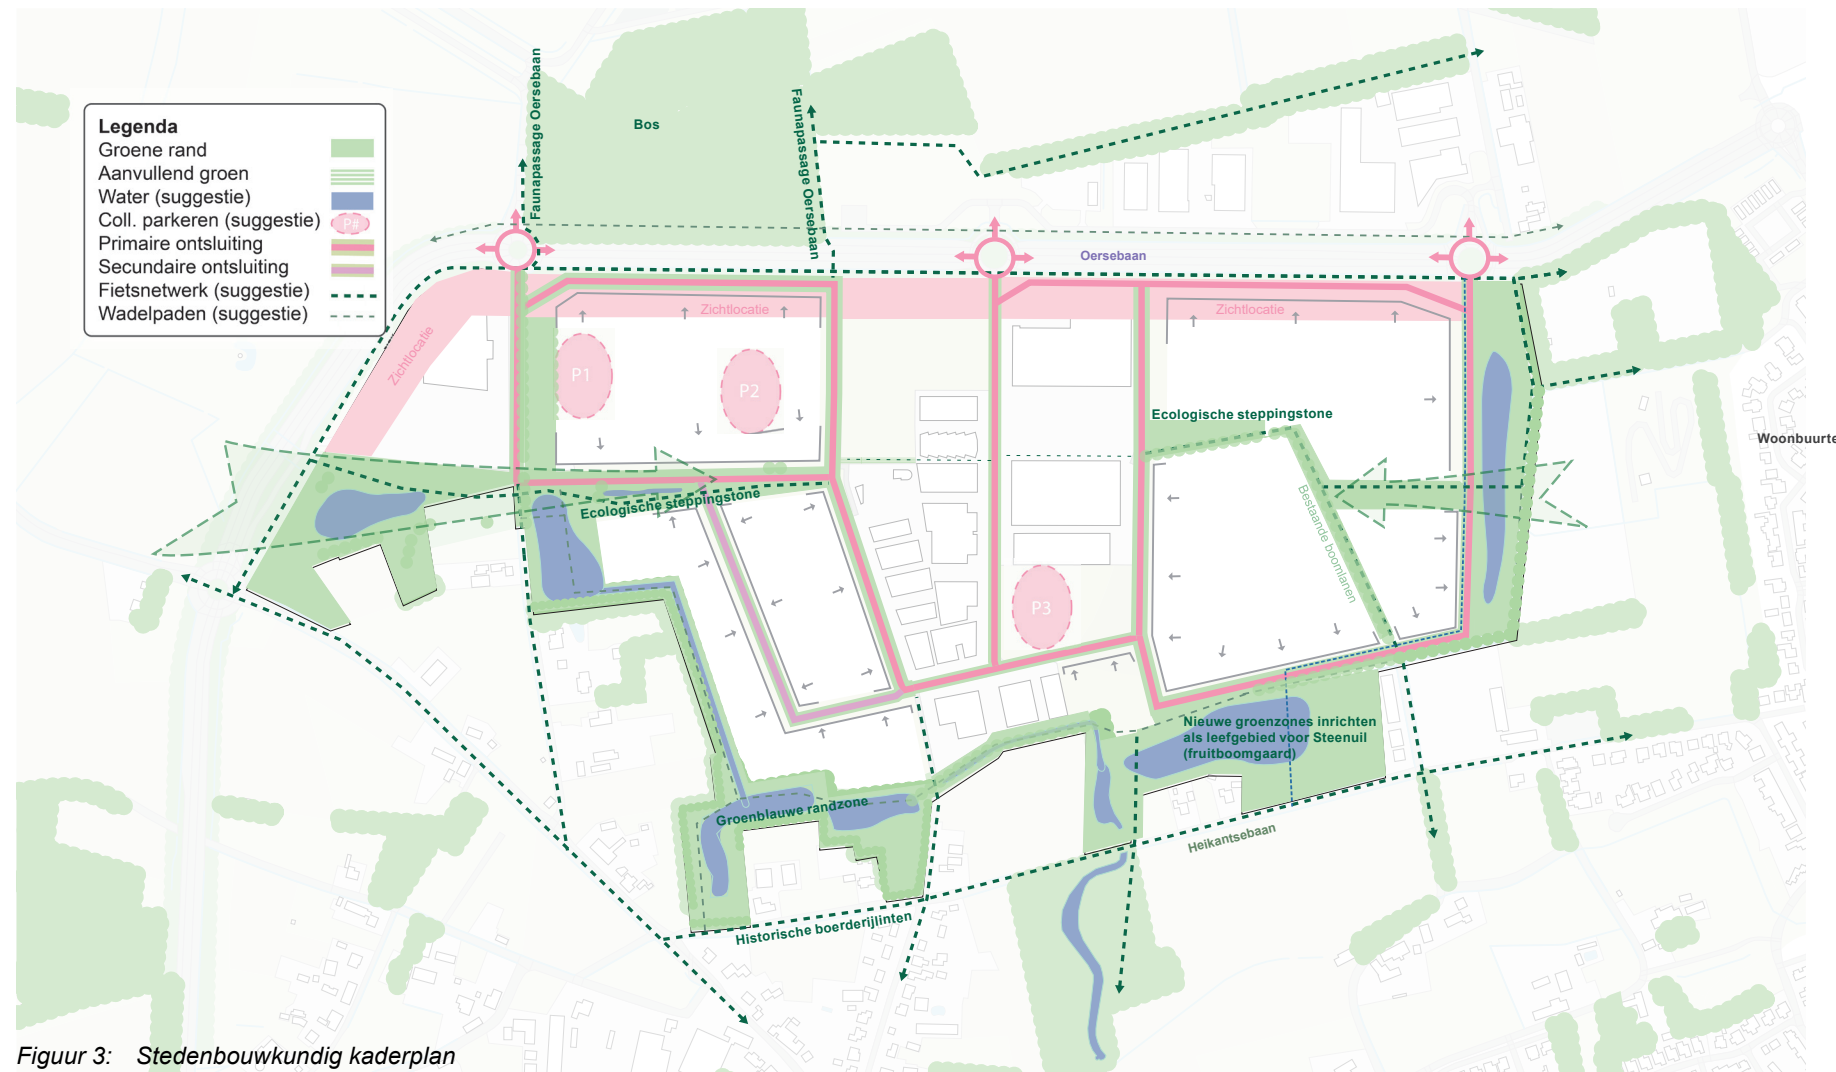 Legenda
Groene rand
Aanvullend groen
Water (suggestie)
Coll. parkeren (suggestie)
P#
Primaire ontsluiting
Secundaire ontsluiting
Fietsnetwerk (suggestie)
Wadelpaden (suggestie)
Faunapassage Oersebaan
Bos
Faunapassage Oersebaan
Oersebaan
Zichtlocatie
Zichtlocatie
Zichtlocatie
P1
P2
Ecologische steppingstone
Woonbuurte
Ecologische steppingstone
Bestaande boomlanen
P3
Nieuwe groenzones inrichten
als leefgebied voor Steenuil
(fruitboomgaard)
Groenblauwe randzone
Heikantsebaan
Historische boerderijlinten
Figuur 3: Stedenbouwkundig kaderplan